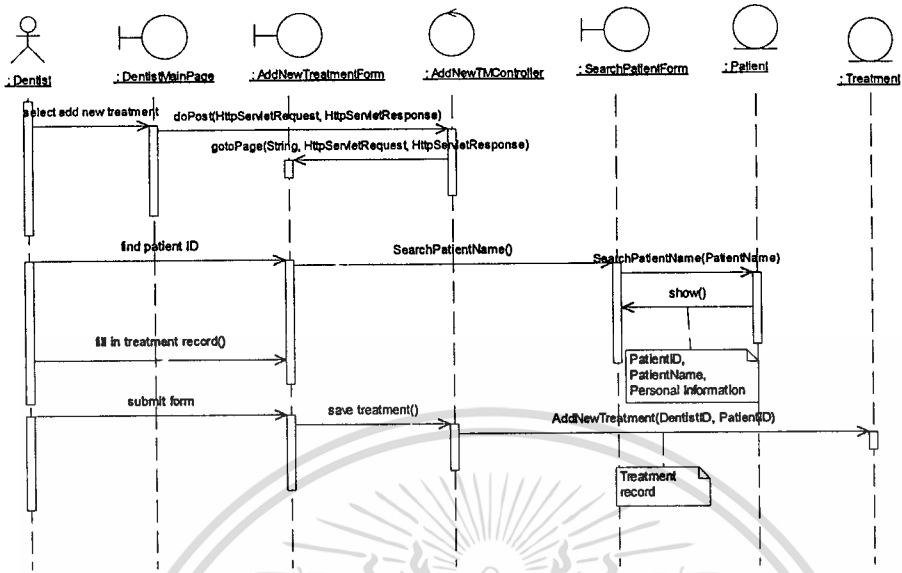 : Dentist
: DentistMainPage
: AddNewTreatmentForm
: AddNewTMController
: SearchPatientForm
: Patient
: Treatment
select add new treatment
doPost(HttpServletRequest, HttpServletResponse)
gotoPage(String, HttpServletRequest, HttpServletResponse)
find patient ID
SearchPatientName()
SearchPatientName(PatientName)
show()
fill in treatment record()
PatientID,
PatientName,
Personal Information
submit form
save treatment()
AddNewTreatment(DentistID, PatientID)
Treatment
record